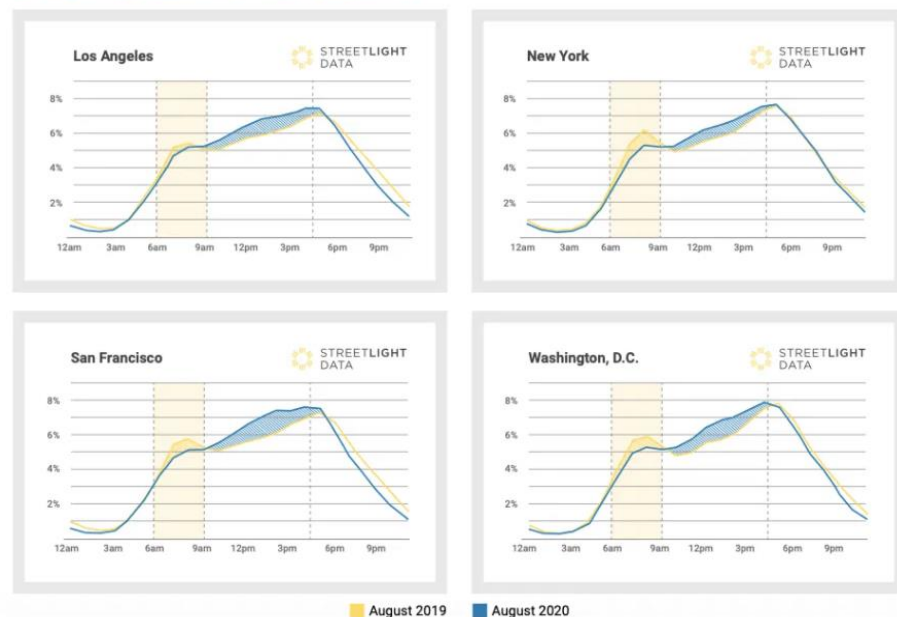 Los Angeles
STREETLIGHT
DATA
8%
6%
4%
2%
12am 3am 6am 9am 12pm 3pm 6pm 9pm
New York
STREETLIGHT
DATA
8%
6%
4%
2%
12am 3am 6am 9am 12pm 3pm 6pm 9pm
San Francisco
STREETLIGHT
DATA
8%
6%
4%
2%
12am 3am 6am 9am 12pm 3pm 6pm 9pm
Washington, D.C.
STREETLIGHT
DATA
8%
6%
4%
2%
12am 3am 6am 9am 12pm 3pm 6pm 9pm
August 2019 August 2020